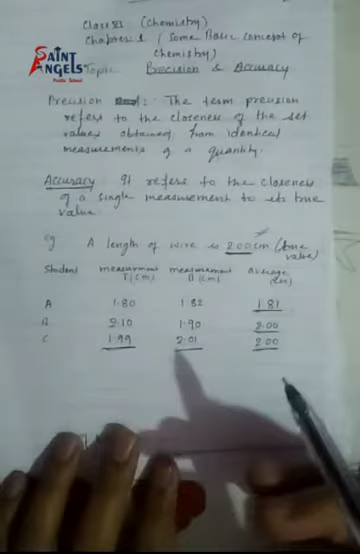 Class XI (Chemistry)
Chapter 1 (Some Basic Concept of
Chemistry)
SAINT
ANGELS
Public School
Topic Precision & Accuracy
Precision : The term precision
refers to the closeness of the set
values obtained from identical
measurements of a quantity.
Accuracy : It refers to the closeness
of a single measurement to its true
value.
eg A length of wire is 2.00 cm (true
value)
Student measurement measurement average
I (cm) II (cm) (cm)
A 1.80 1.82 1.81
B 2.10 1.90 2.00
C 1.99 2.01 2.00